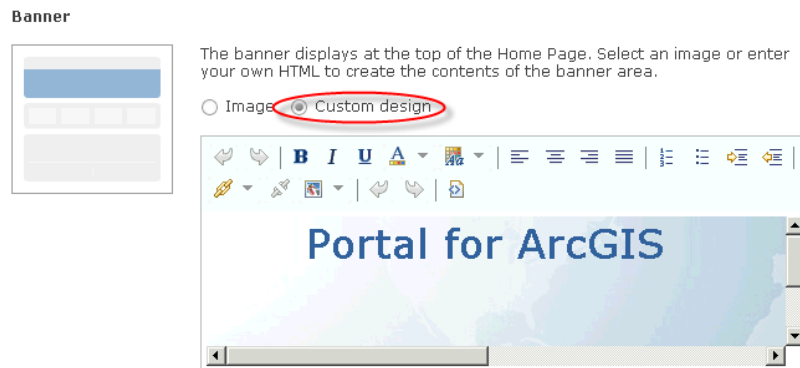 Banner
The banner displays at the top of the Home Page. Select an image or enter
your own HTML to create the contents of the banner area.
Image Custom design
B I U A Aa
Portal for ArcGIS